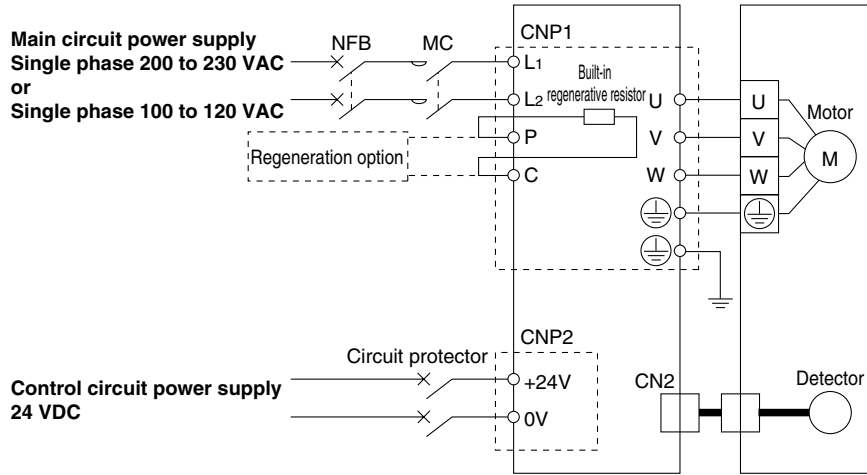 Main circuit power supply
Single phase 200 to 230 VAC
or
Single phase 100 to 120 VAC
NFB
MC
CNP1
L1
Built-in
regenerative resistor
L2
U
U
Motor
P
V
V
M
Regeneration option
C
W
W
CNP2
Circuit protector
+24V
CN2
Detector
Control circuit power supply
24 VDC
0V